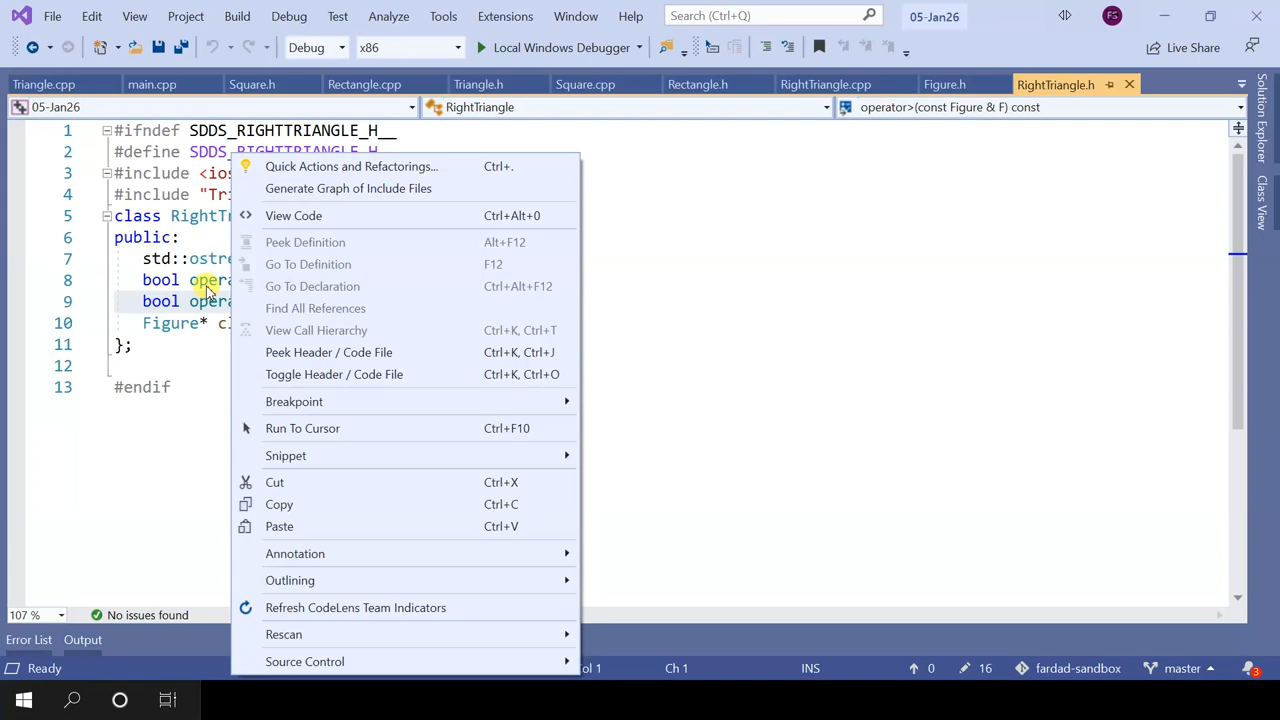 File Edit View Project Build Debug Test Analyze Tools Extensions Window Help Search (Ctrl+Q) 05-Jan26 FS
Debug x86 Local Windows Debugger Live Share
Triangle.cpp main.cpp Square.h Rectangle.cpp Triangle.h Square.cpp Rectangle.h RightTriangle.cpp Figure.h RightTriangle.h
05-Jan26 RightTriangle operator>(const Figure & F) const
1 #ifndef SDDS_RIGHTTRIANGLE_H__
2 #define SDDS_RIGHTTRIANGLE_H
3 #include <ios
4 #include "Tri
5 class RightT
6 public:
7 std::ostre
8 bool opera
9 bool opera
10 Figure* cl
11 };
12
13 #endif
Quick Actions and Refactorings... Ctrl+.
Generate Graph of Include Files
View Code Ctrl+Alt+0
Peek Definition Alt+F12
Go To Definition F12
Go To Declaration Ctrl+Alt+F12
Find All References
View Call Hierarchy Ctrl+K, Ctrl+T
Peek Header / Code File Ctrl+K, Ctrl+J
Toggle Header / Code File Ctrl+K, Ctrl+O
Breakpoint
Run To Cursor Ctrl+F10
Snippet
Cut Ctrl+X
Copy Ctrl+C
Paste Ctrl+V
Annotation
Outlining
Refresh CodeLens Team Indicators
Rescan
Source Control
Solution Explorer
Class View
107 % No issues found
Error List Output
Ready ol 1 Ch 1 INS 0 16 fardad-sandbox master 3